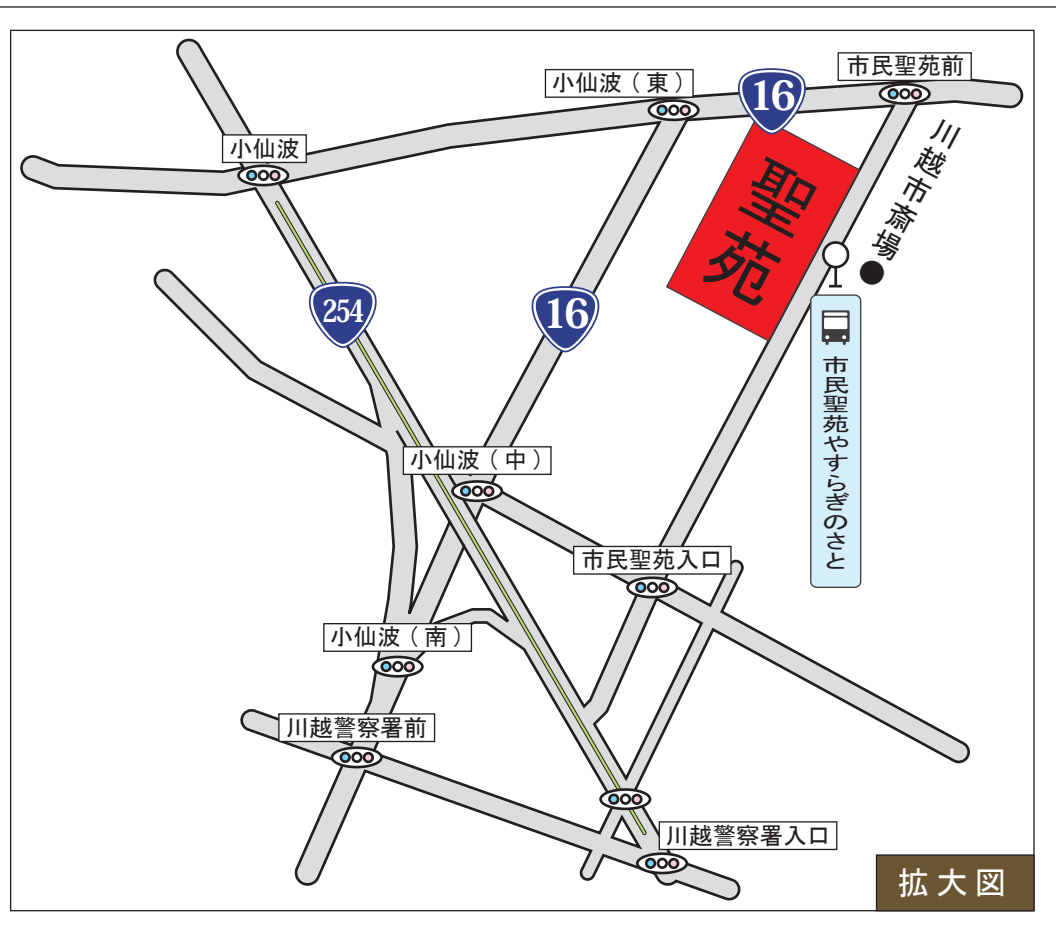 市民聖苑前
小仙波（東）
16
川越市斎場
小仙波
聖苑
254
16
市民聖苑やすらぎのさと
小仙波（中）
市民聖苑入口
小仙波（南）
川越警察署前
川越警察署入口
拡大図